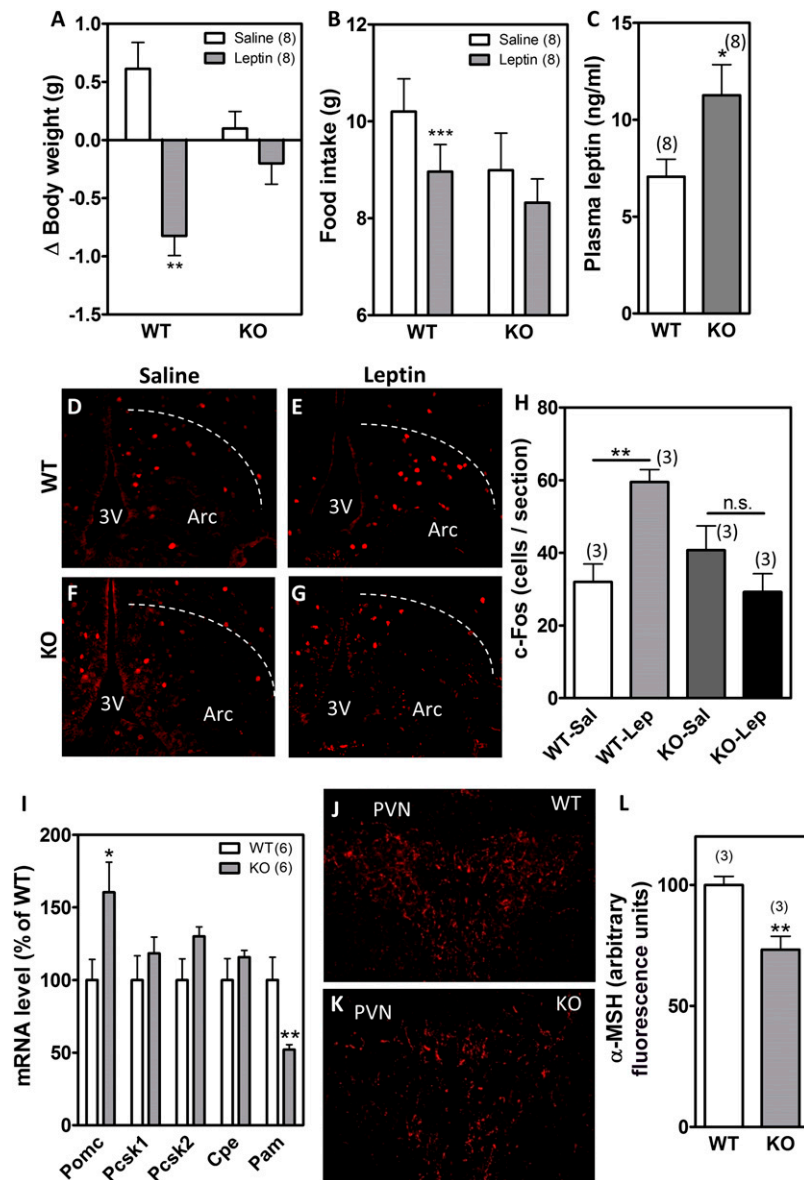 A
Δ Body weight (g)
1.0
0.5
0.0
-0.5
-1.0
-1.5
Saline (8)
Leptin (8)
**
WT KO
B
Food intake (g)
12
10
8
6
Saline (8)
Leptin (8)
***
WT KO
C
Plasma leptin (ng/ml)
15
10
5
0
(8)
* (8)
WT KO
Saline Leptin
WT
KO
D
3V Arc
E
3V Arc
F
3V Arc
G
3V Arc
H
c-Fos (cells / section)
80
60
40
20
0
**
n.s.
(3)
(3)
(3)
(3)
WT-Sal
WT-Lep
KO-Sal
KO-Lep
I
mRNA level (% of WT)
200
150
100
50
0
WT (6)
KO (6)
*
**
Pomc
Pcsk1
Pcsk2
Cpe
Pam
J PVN WT
K PVN KO
L
α-MSH (arbitrary
fluorescence units)
100
50
0
(3)
(3)
**
WT KO